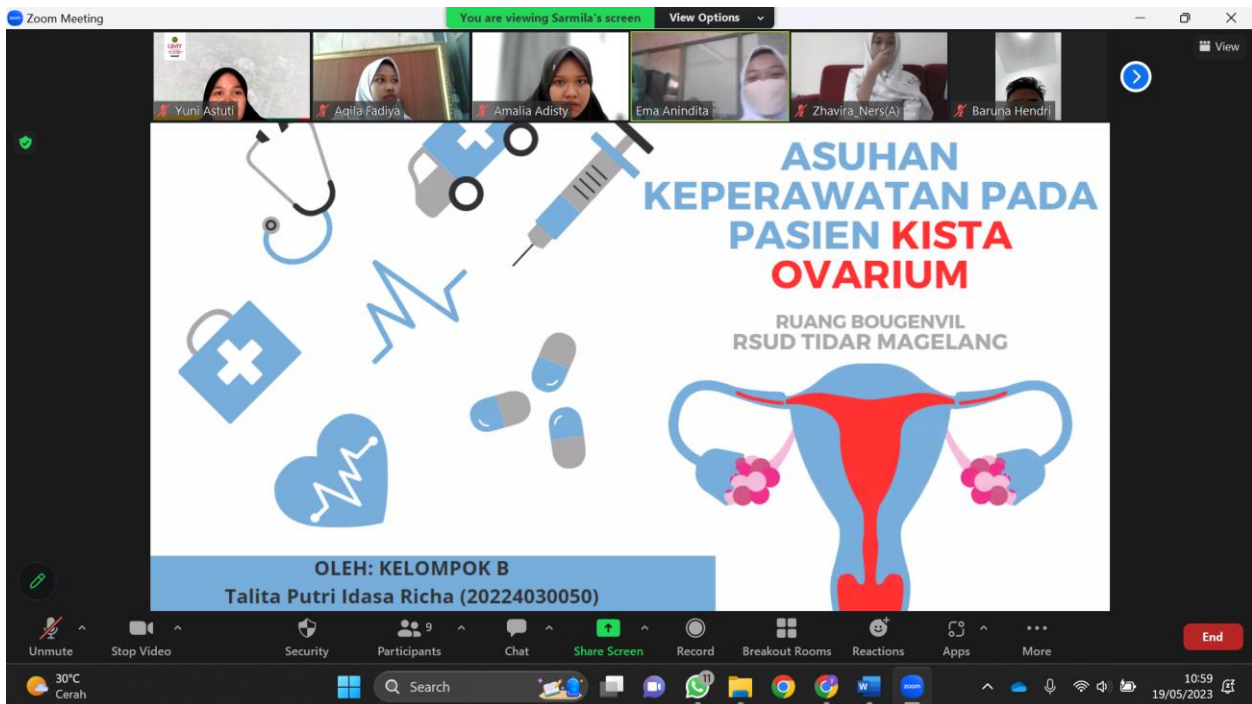 Zoom Meeting
You are viewing Sarmila's screen
View Options
View
UMY
Yuni Astuti
Aqila Fadiya
Amalia Adisty
Ema Anindita
Zhavira_Ners(A)
Baruna Hendri
ASUHAN
KEPERAWATAN PADA
PASIEN KISTA
OVARIUM
RUANG BOUGENVIL
RSUD TIDAR MAGELANG
OLEH: KELOMPOK B
Talita Putri Idasa Richa (20224030050)
Unmute
Stop Video
Security
Participants
9
Chat
Share Screen
Record
Breakout Rooms
Reactions
Apps
More
End
30°C
Cerah
Search
11
zoom
10:59
19/05/2023